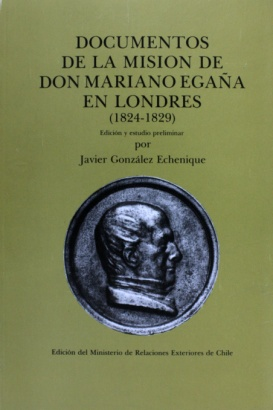 DOCUMENTOS
DE LA MISION DE
DON MARIANO EGAÑA
EN LONDRES
(1824-1829)
Edición y estudio preliminar
por
Javier González Echenique
Edición del Ministerio de Relaciones Exteriores de Chile